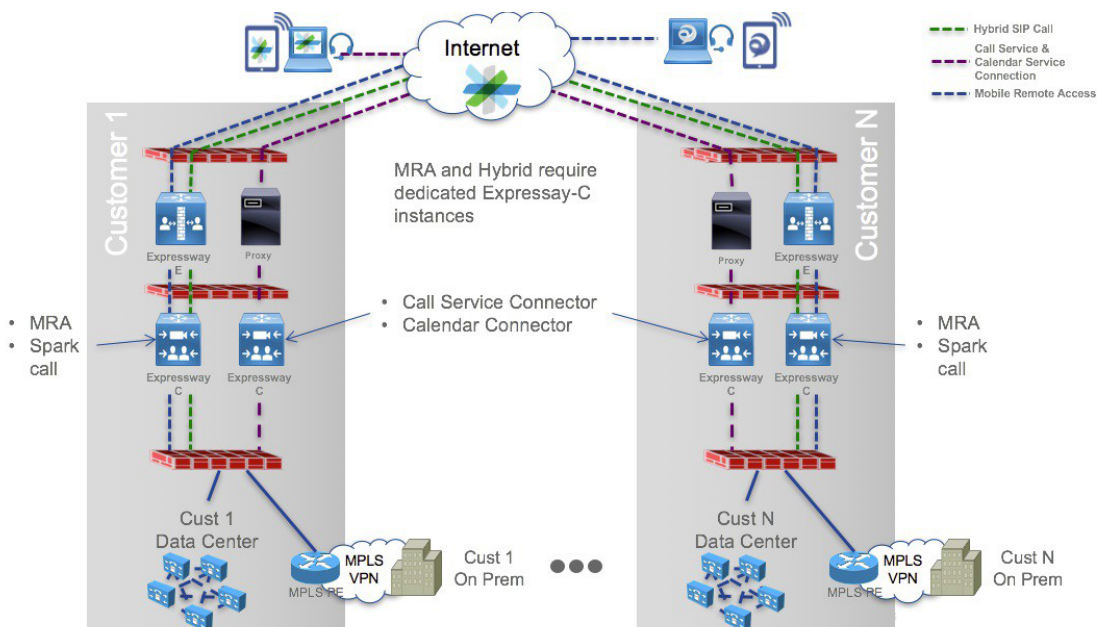 Internet
Hybrid SIP Call
Call Service &
Calendar Service
Connection
Mobile Remote Access
Customer 1
Customer N
MRA and Hybrid require
dedicated Expressay-C
instances
Expressway
E
Proxy
Proxy
Expressway
E
• MRA
• Spark
call
• Call Service Connector
• Calendar Connector
• MRA
• Spark
call
Expressway
C
Expressway
C
Expressway
C
Expressway
C
Cust 1
Data Center
MPLS PE
MPLS
VPN
Cust 1
On Prem
Cust N
Data Center
MPLS PE
MPLS
VPN
Cust N
On Prem